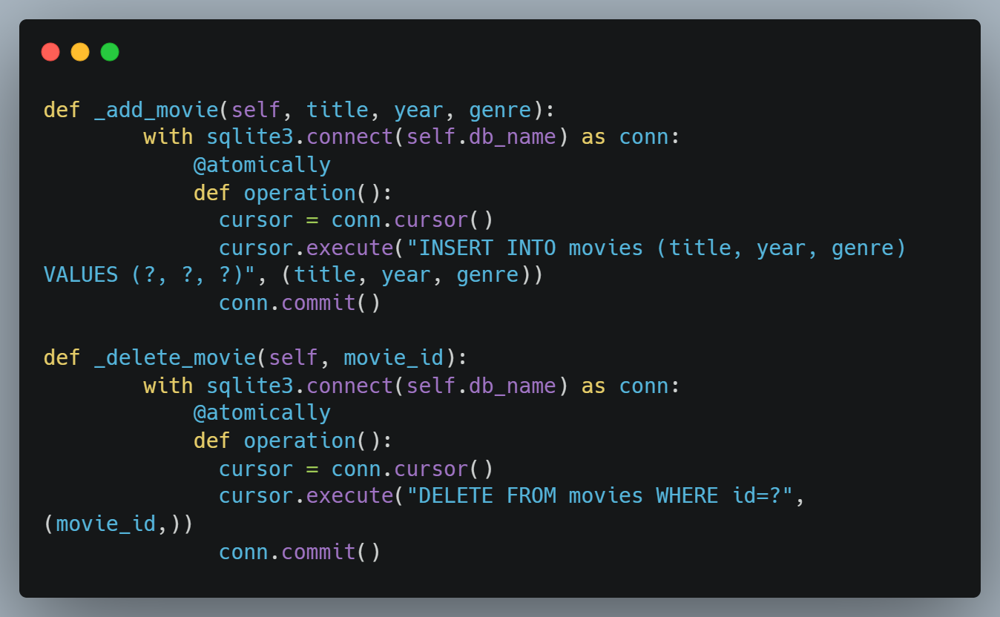 def _add_movie(self, title, year, genre):
        with sqlite3.connect(self.db_name) as conn:
            @atomically
            def operation():
              cursor = conn.cursor()
              cursor.execute("INSERT INTO movies (title, year, genre)
VALUES (?, ?, ?)", (title, year, genre))
              conn.commit()

def _delete_movie(self, movie_id):
        with sqlite3.connect(self.db_name) as conn:
            @atomically
            def operation():
              cursor = conn.cursor()
              cursor.execute("DELETE FROM movies WHERE id=?",
(movie_id,))
              conn.commit()